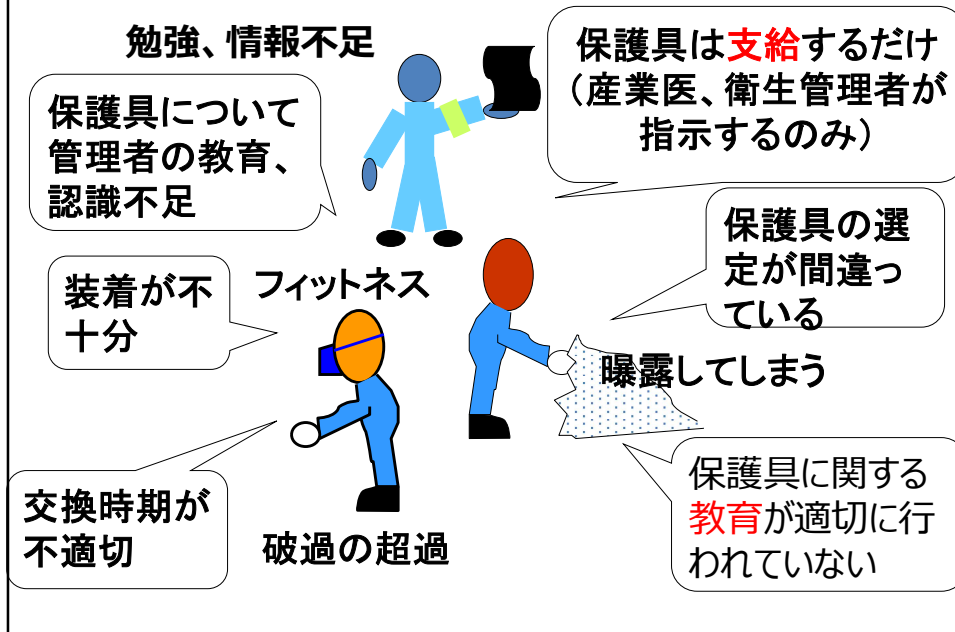 勉強、情報不足
保護具は支給するだけ
(産業医、衛生管理者が
指示するのみ)
保護具について
管理者の教育、
認識不足
保護具の選
定が間違っ
ている
装着が不
十分
フィットネス
曝露してしまう
交換時期が
不適切
破過の超過
保護具に関する
教育が適切に行
われていない